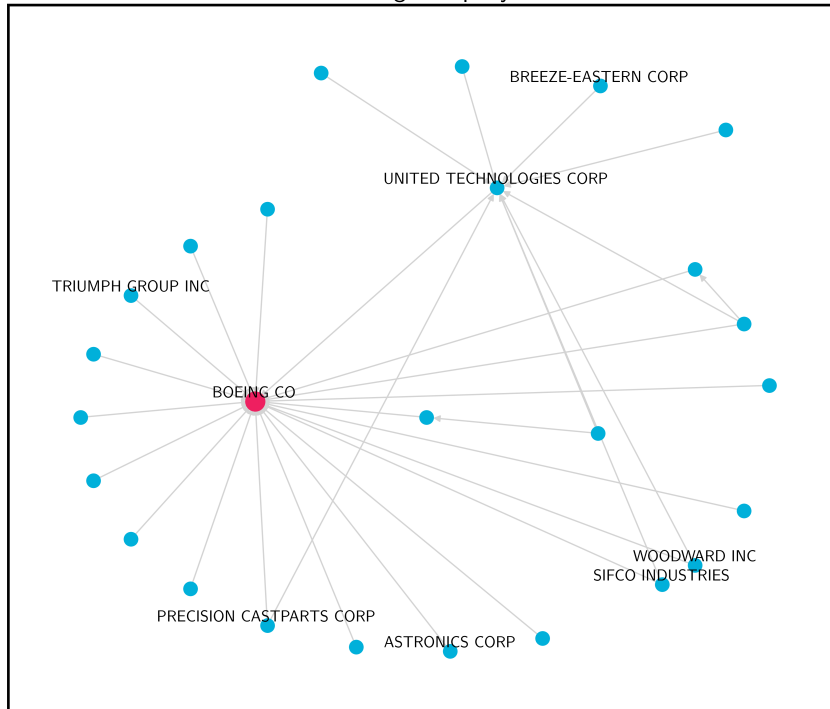 BREEZE-EASTERN CORP
UNITED TECHNOLOGIES CORP
TRIUMPH GROUP INC
BOEING CO
WOODWARD INC
SIFCO INDUSTRIES
PRECISION CASTPARTS CORP
ASTRONICS CORP